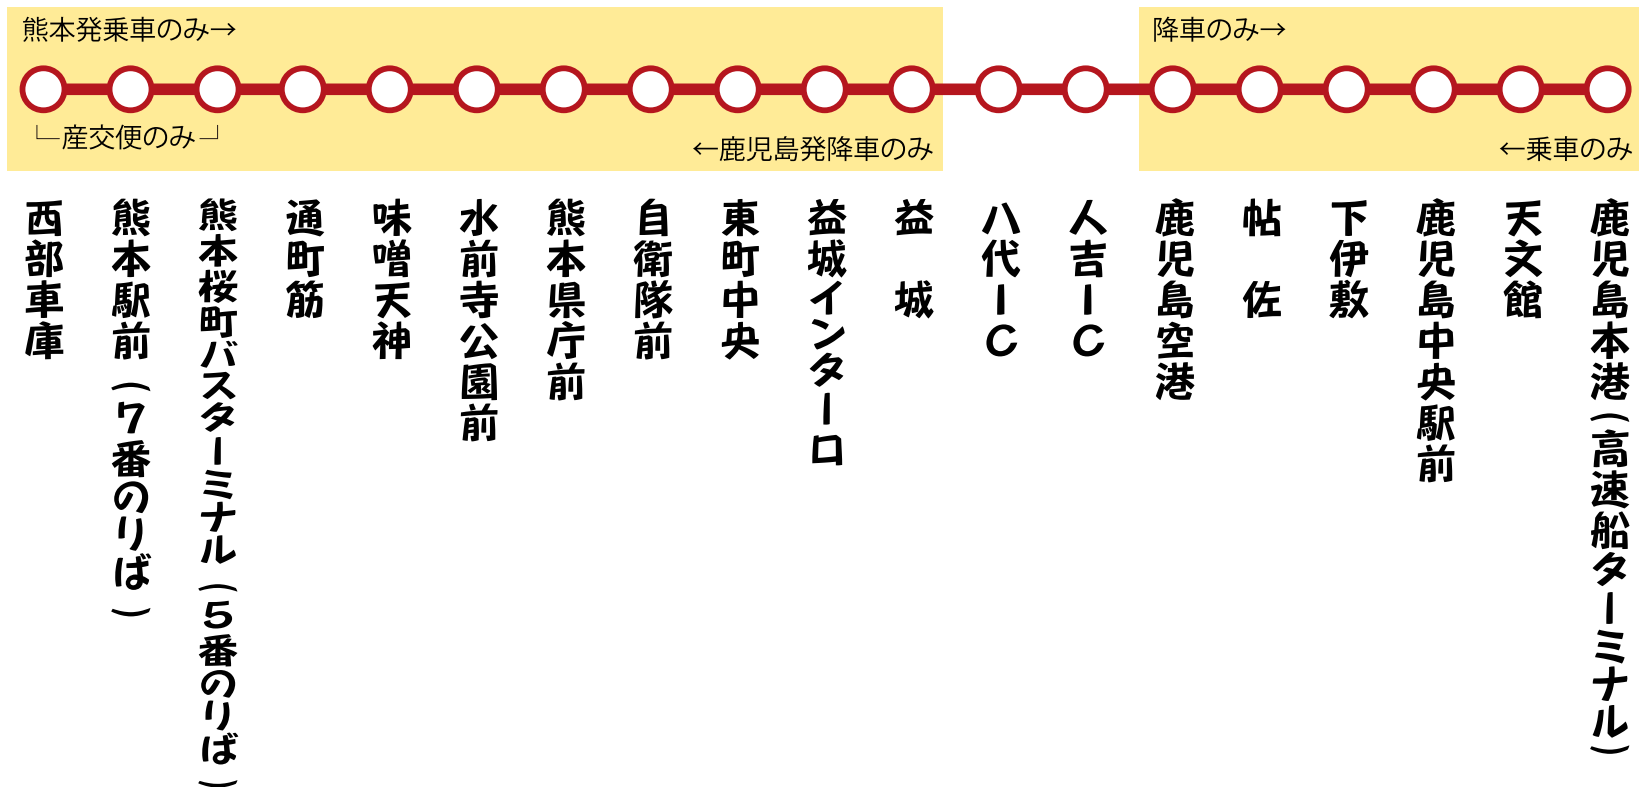 熊本発乗車のみ→
降車のみ→
産交便のみ
←鹿児島発降車のみ
←乗車のみ
西部車庫
熊本駅前（7番のりば）
熊本桜町バスターミナル（5番のりば）
通町筋
味噌天神
水前寺公園前
熊本県庁前
自衛隊前
東町中央
益城インター口
益　城
八代IC
人吉IC
鹿児島空港
帖　佐
下伊敷
鹿児島中央駅前
天文館
鹿児島本港（高速船ターミナル）